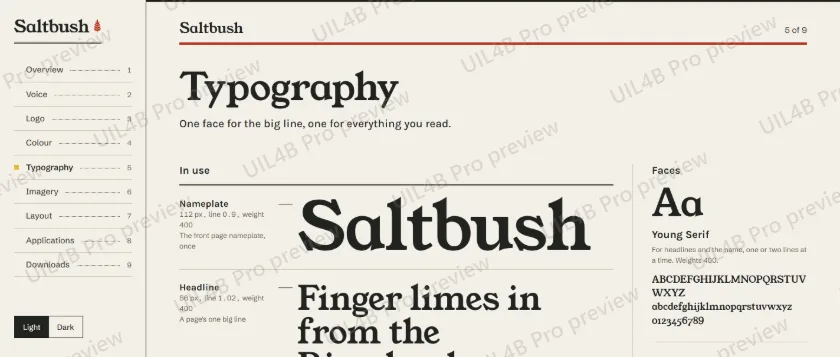 Saltbush
Overview 1
Voice 2
Logo 3
Colour 4
Typography 5
Imagery 6
Layout 7
Applications 8
Downloads 9
Light Dark
Saltbush
5 of 9
Typography
One face for the big line, one for everything you read.
In use
Nameplate
112 px, line 0.9, weight
400
The front page nameplate,
once
Saltbush
Headline
56 px, line 1.02, weight
400
A page's one big line
Finger limes in
from the
Faces
Aa
Young Serif
For headlines and the name, one or two lines at
a time. Weights 400.
ABCDEFGHIJKLMNOPQRSTUV
WXYZ
abcdefghijklmnopqrstuvwxyz
0123456789
UIL4B Pro preview